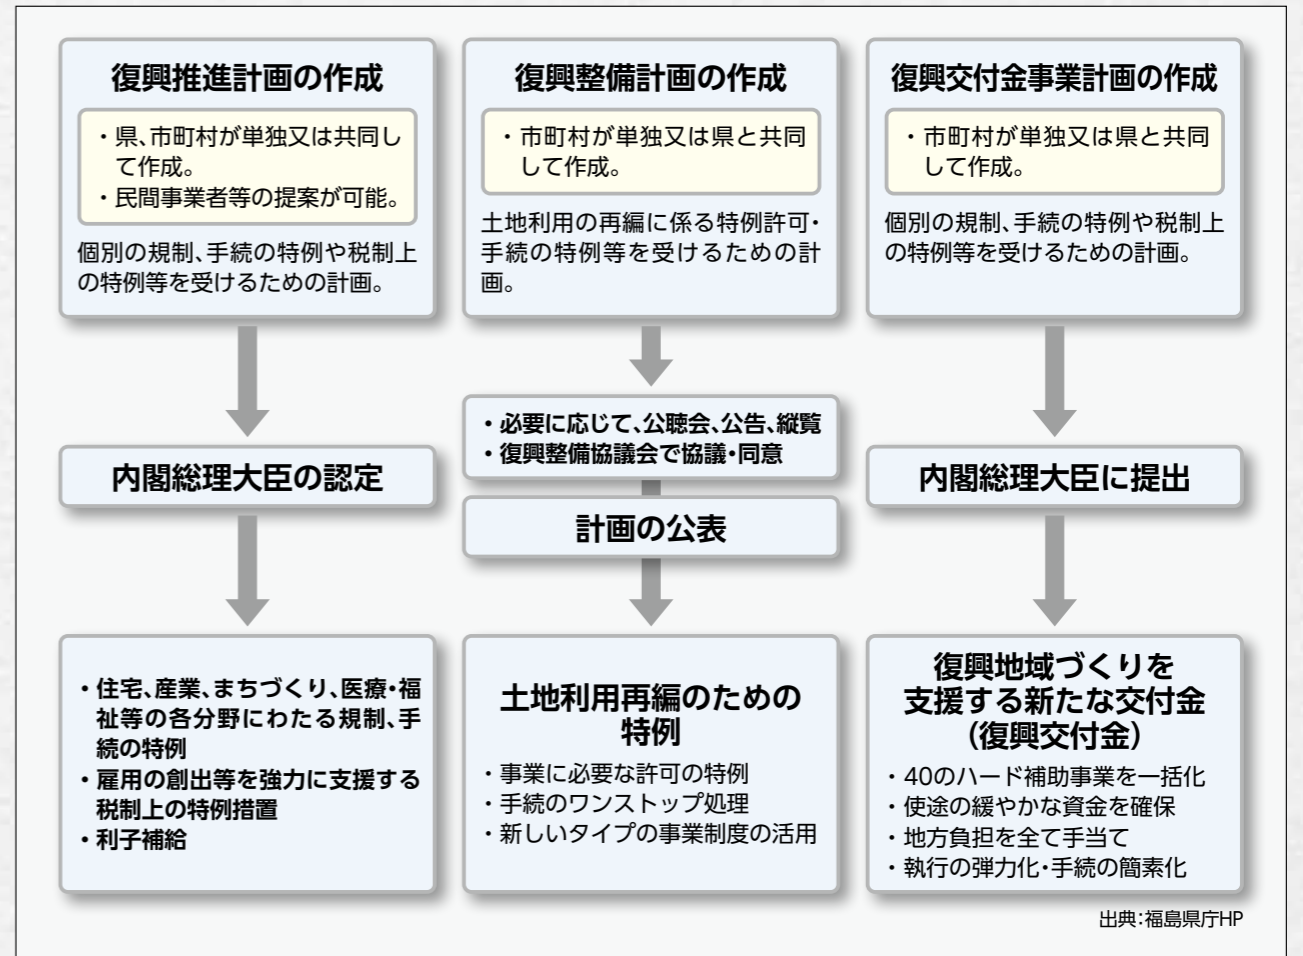 復興推進計画の作成
・県、市町村が単独又は共同し
て作成。
・民間事業者等の提案が可能。
個別の規制、手続の特例や税制上
の特例等を受けるための計画。
内閣総理大臣の認定
・住宅、産業、まちづくり、医療・福
祉等の各分野にわたる規制、手
続の特例
・雇用の創出等を強力に支援する
税制上の特例措置
・利子補給
復興整備計画の作成
・市町村が単独又は県と共同
して作成。
土地利用の再編に係る特例許可・
手続の特例等を受けるための計
画。
・必要に応じて、公聴会、公告、縦覧
・復興整備協議会で協議・同意
計画の公表
土地利用再編のための
特例
・事業に必要な許可の特例
・手続のワンストップ処理
・新しいタイプの事業制度の活用
復興交付金事業計画の作成
・市町村が単独又は県と共同
して作成。
個別の規制、手続の特例や税制上
の特例等を受けるための計画。
内閣総理大臣に提出
復興地域づくりを
支援する新たな交付金
(復興交付金)
・40のハード補助事業を一括化
・使途の緩やかな資金を確保
・地方負担を全て手当て
・執行の弾力化・手続の簡素化
出典：福島県庁HP